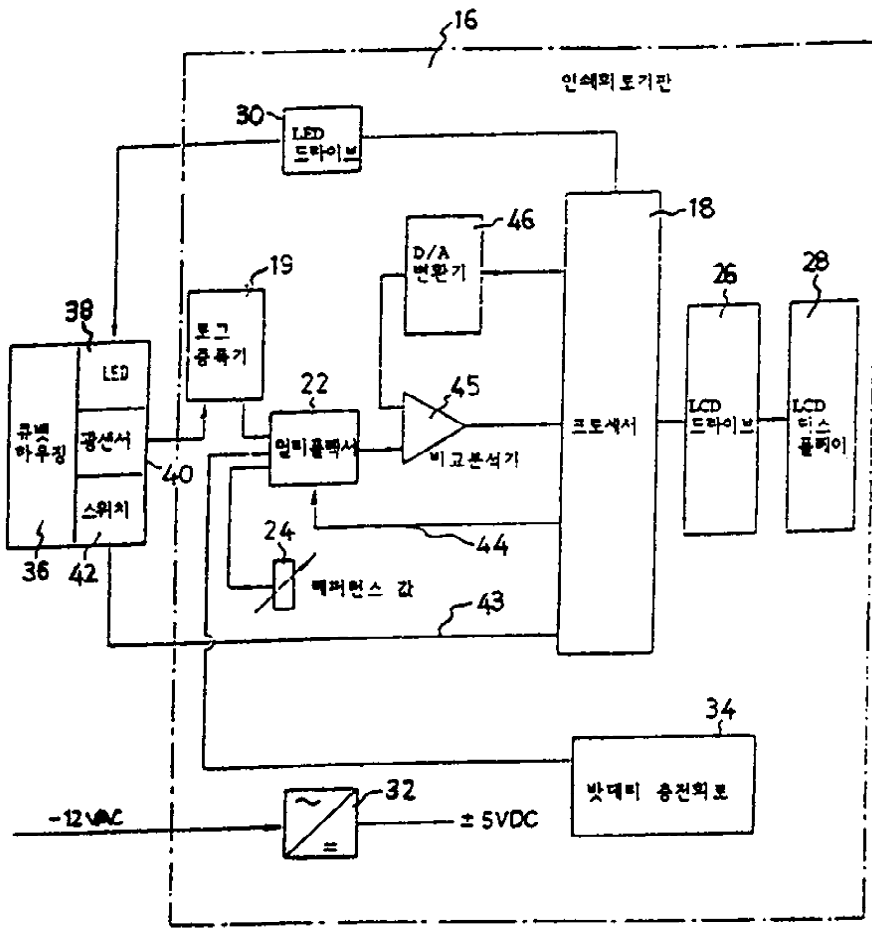 16
인쇄회로기판
30
LED
드라이브
18
46
D/A
변환기
19
로그
증폭기
26
28
38
LED
22
45
큐벳
하우징
광센서
멀티플렉서
비교분석기
프로세서
LCD
드라이브
LCD
디스
플레이
40
스위치
24
44
36
42
레퍼런스 값
43
34
밧데리 충전회로
-12 VAC
32
~
=
± 5VDC